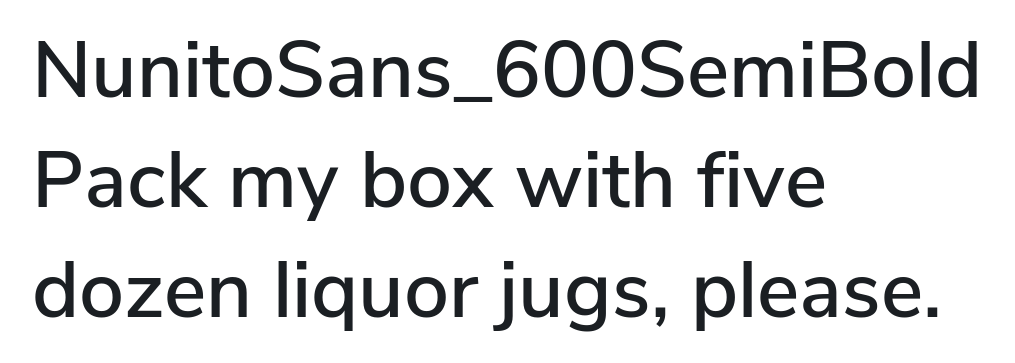 NunitoSans_600SemiBold
Pack my box with five
dozen liquor jugs, please.